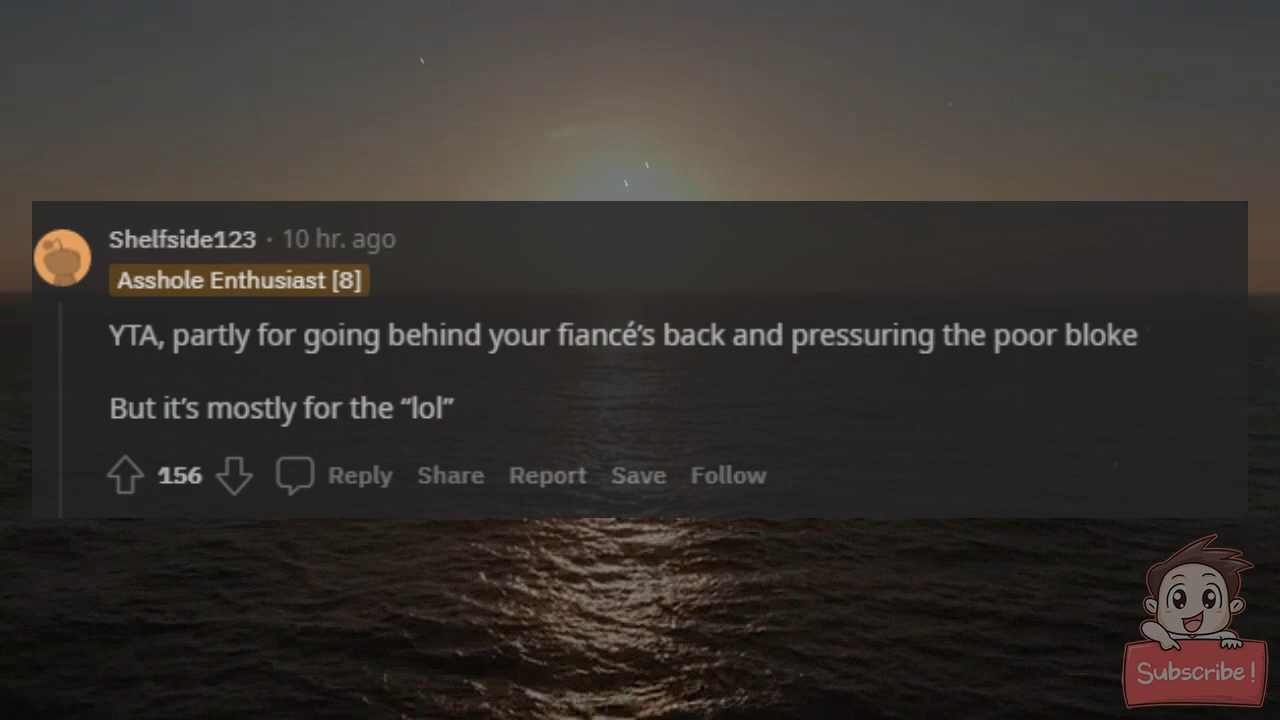 Shelfside123 · 10 hr. ago
Asshole Enthusiast [8]
YTA, partly for going behind your fiancé’s back and pressuring the poor bloke
But it’s mostly for the “lol”
156 Reply Share Report Save Follow
Subscribe !